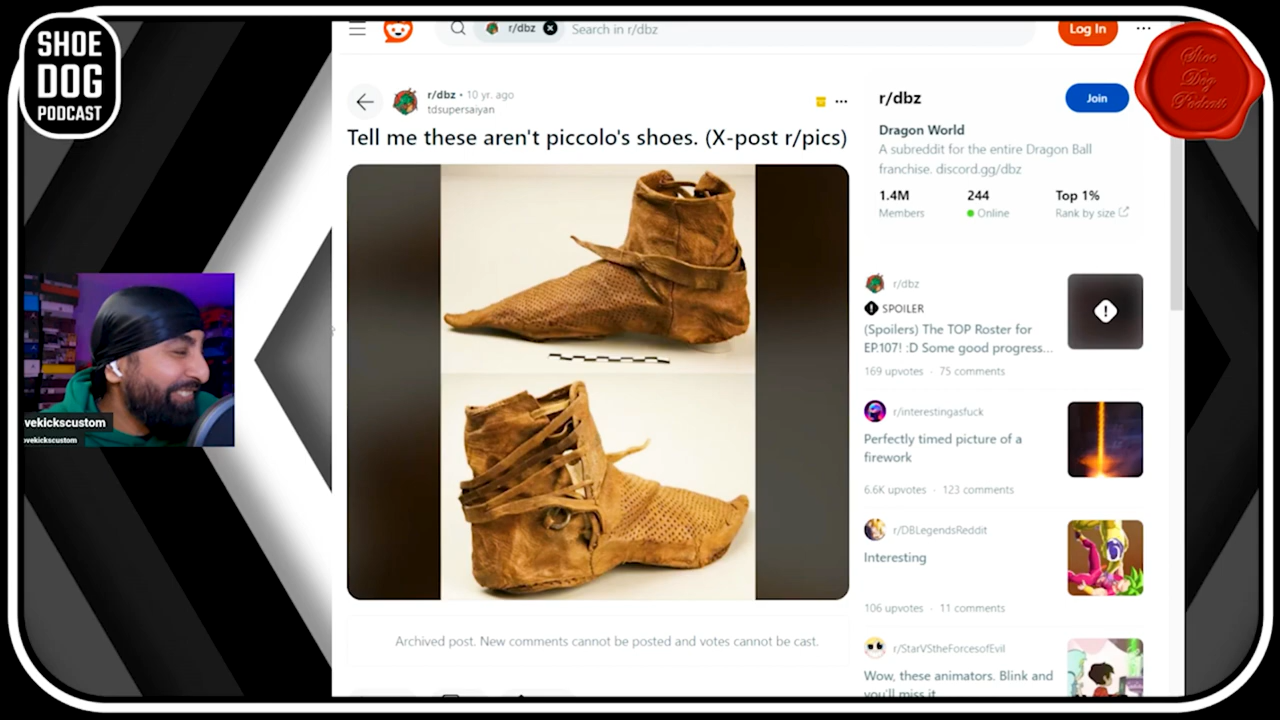 SHOE
DOG
PODCAST
r/dbz
Search in r/dbz
Log In
Shoe
Dog
Podcast
r/dbz • 10 yr. ago
tdsupersaiyan
Tell me these aren't piccolo's shoes. (X-post r/pics)
Archived post. New comments cannot be posted and votes cannot be cast.
r/dbz
Join
Dragon World
A subreddit for the entire Dragon Ball
franchise. discord.gg/dbz
1.4M
244
Top 1%
Members
Online
Rank by size
r/dbz
SPOILER
(Spoilers) The TOP Roster for
EP.107! :D Some good progress...
169 upvotes · 75 comments
r/interestingasfuck
Perfectly timed picture of a
firework
6.6K upvotes · 123 comments
r/DBLegendsReddit
Interesting
106 upvotes · 11 comments
r/StarVStheForcesofEvil
Wow, these animators. Blink and
you'll miss it
vekickscustom
vekickscustom